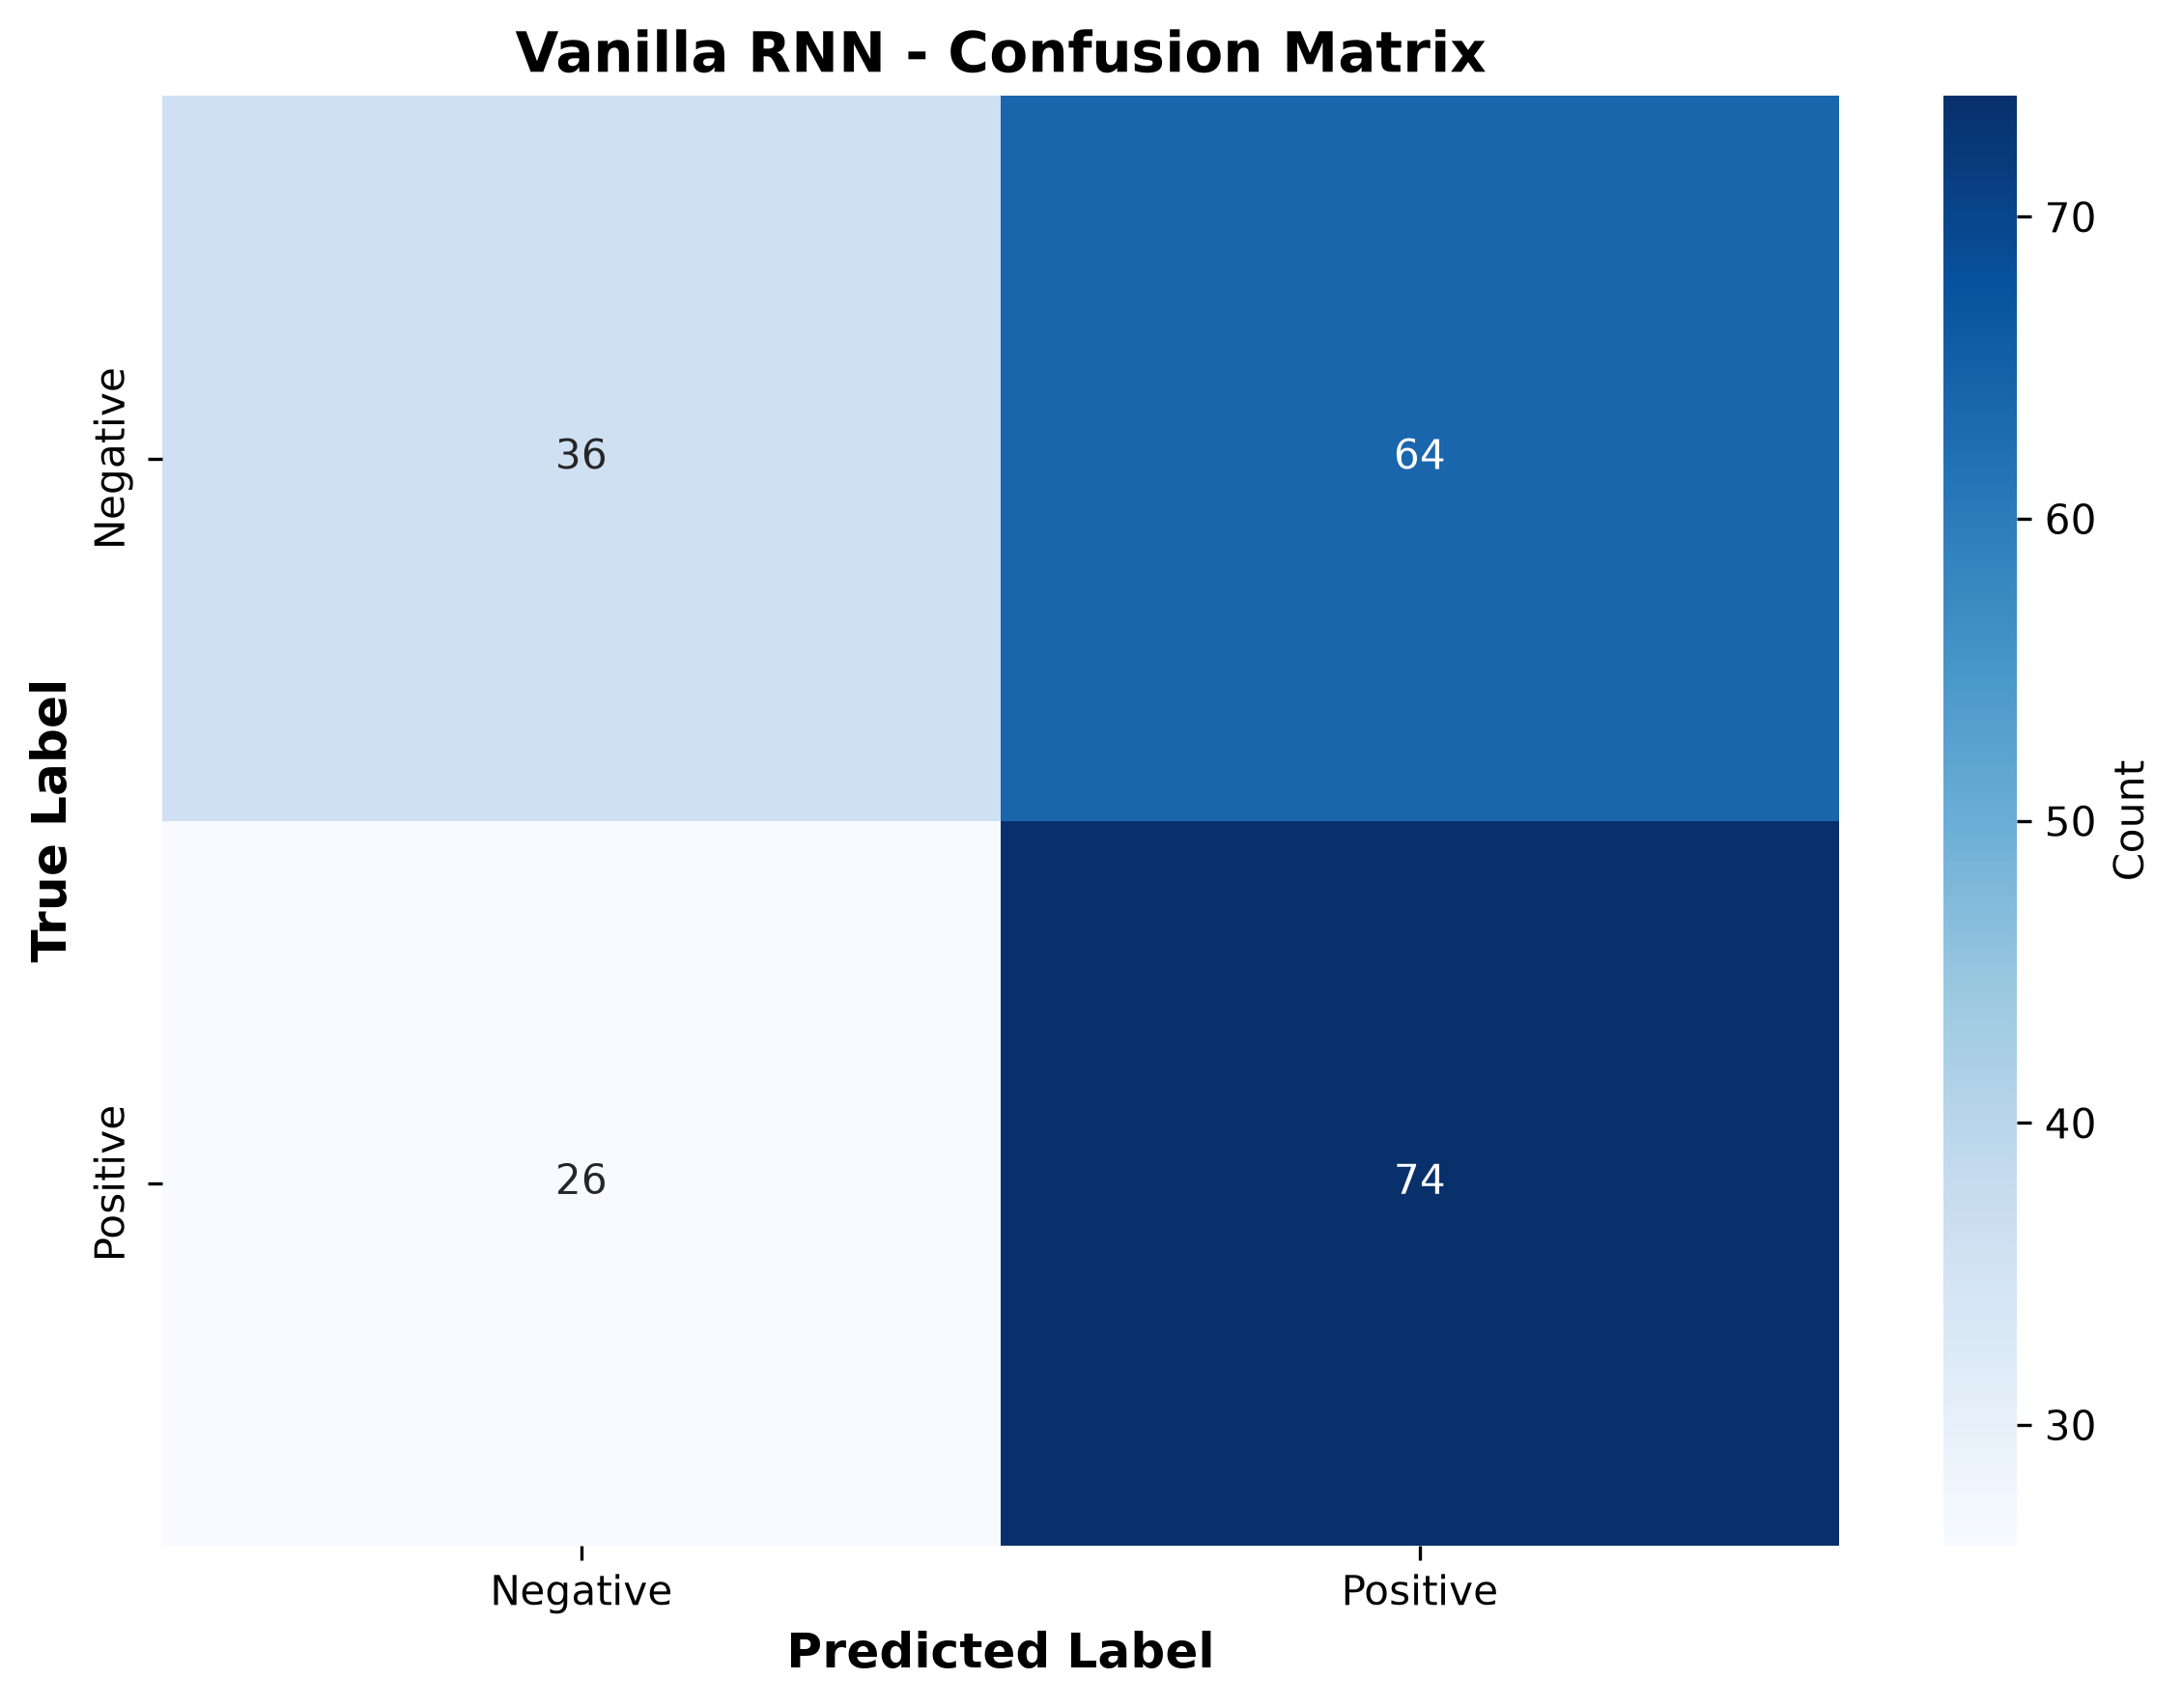 Vanilla RNN - Confusion Matrix
True Label
Negative
Positive
36
64
26
74
Negative
Positive
Predicted Label
70
60
50
40
30
Count